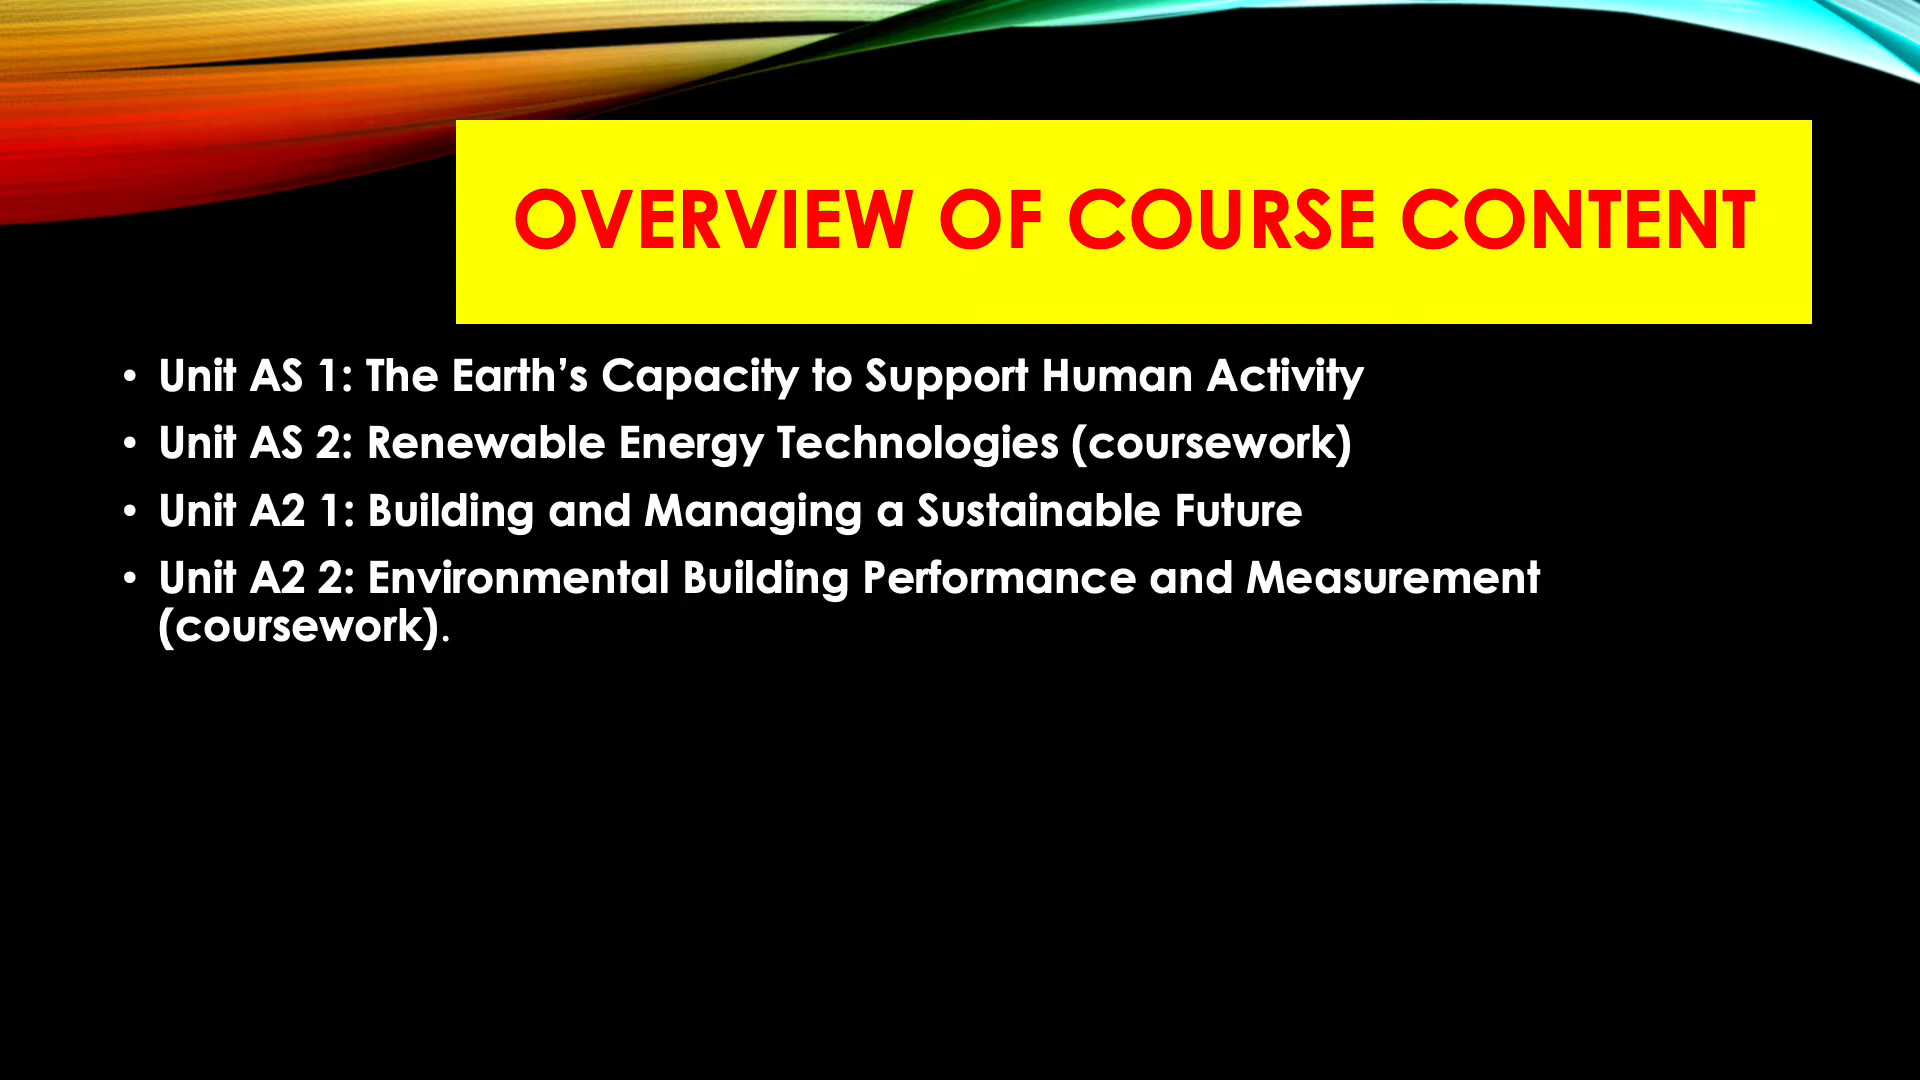 OVERVIEW OF COURSE CONTENT
• Unit AS 1: The Earth’s Capacity to Support Human Activity
• Unit AS 2: Renewable Energy Technologies (coursework)
• Unit A2 1: Building and Managing a Sustainable Future
• Unit A2 2: Environmental Building Performance and Measurement
(coursework).